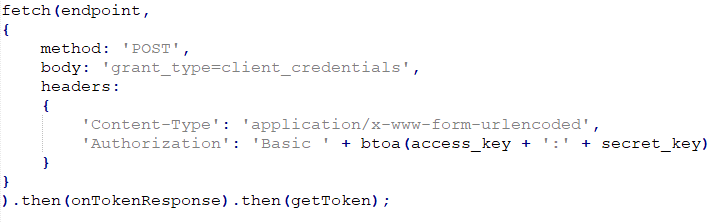 fetch(endpoint,
{
    method: 'POST',
    body: 'grant_type=client_credentials',
    headers:
    {
        'Content-Type': 'application/x-www-form-urlencoded',
        'Authorization': 'Basic ' + btoa(access_key + ':' + secret_key)
    }
}
).then(onTokenResponse).then(getToken);